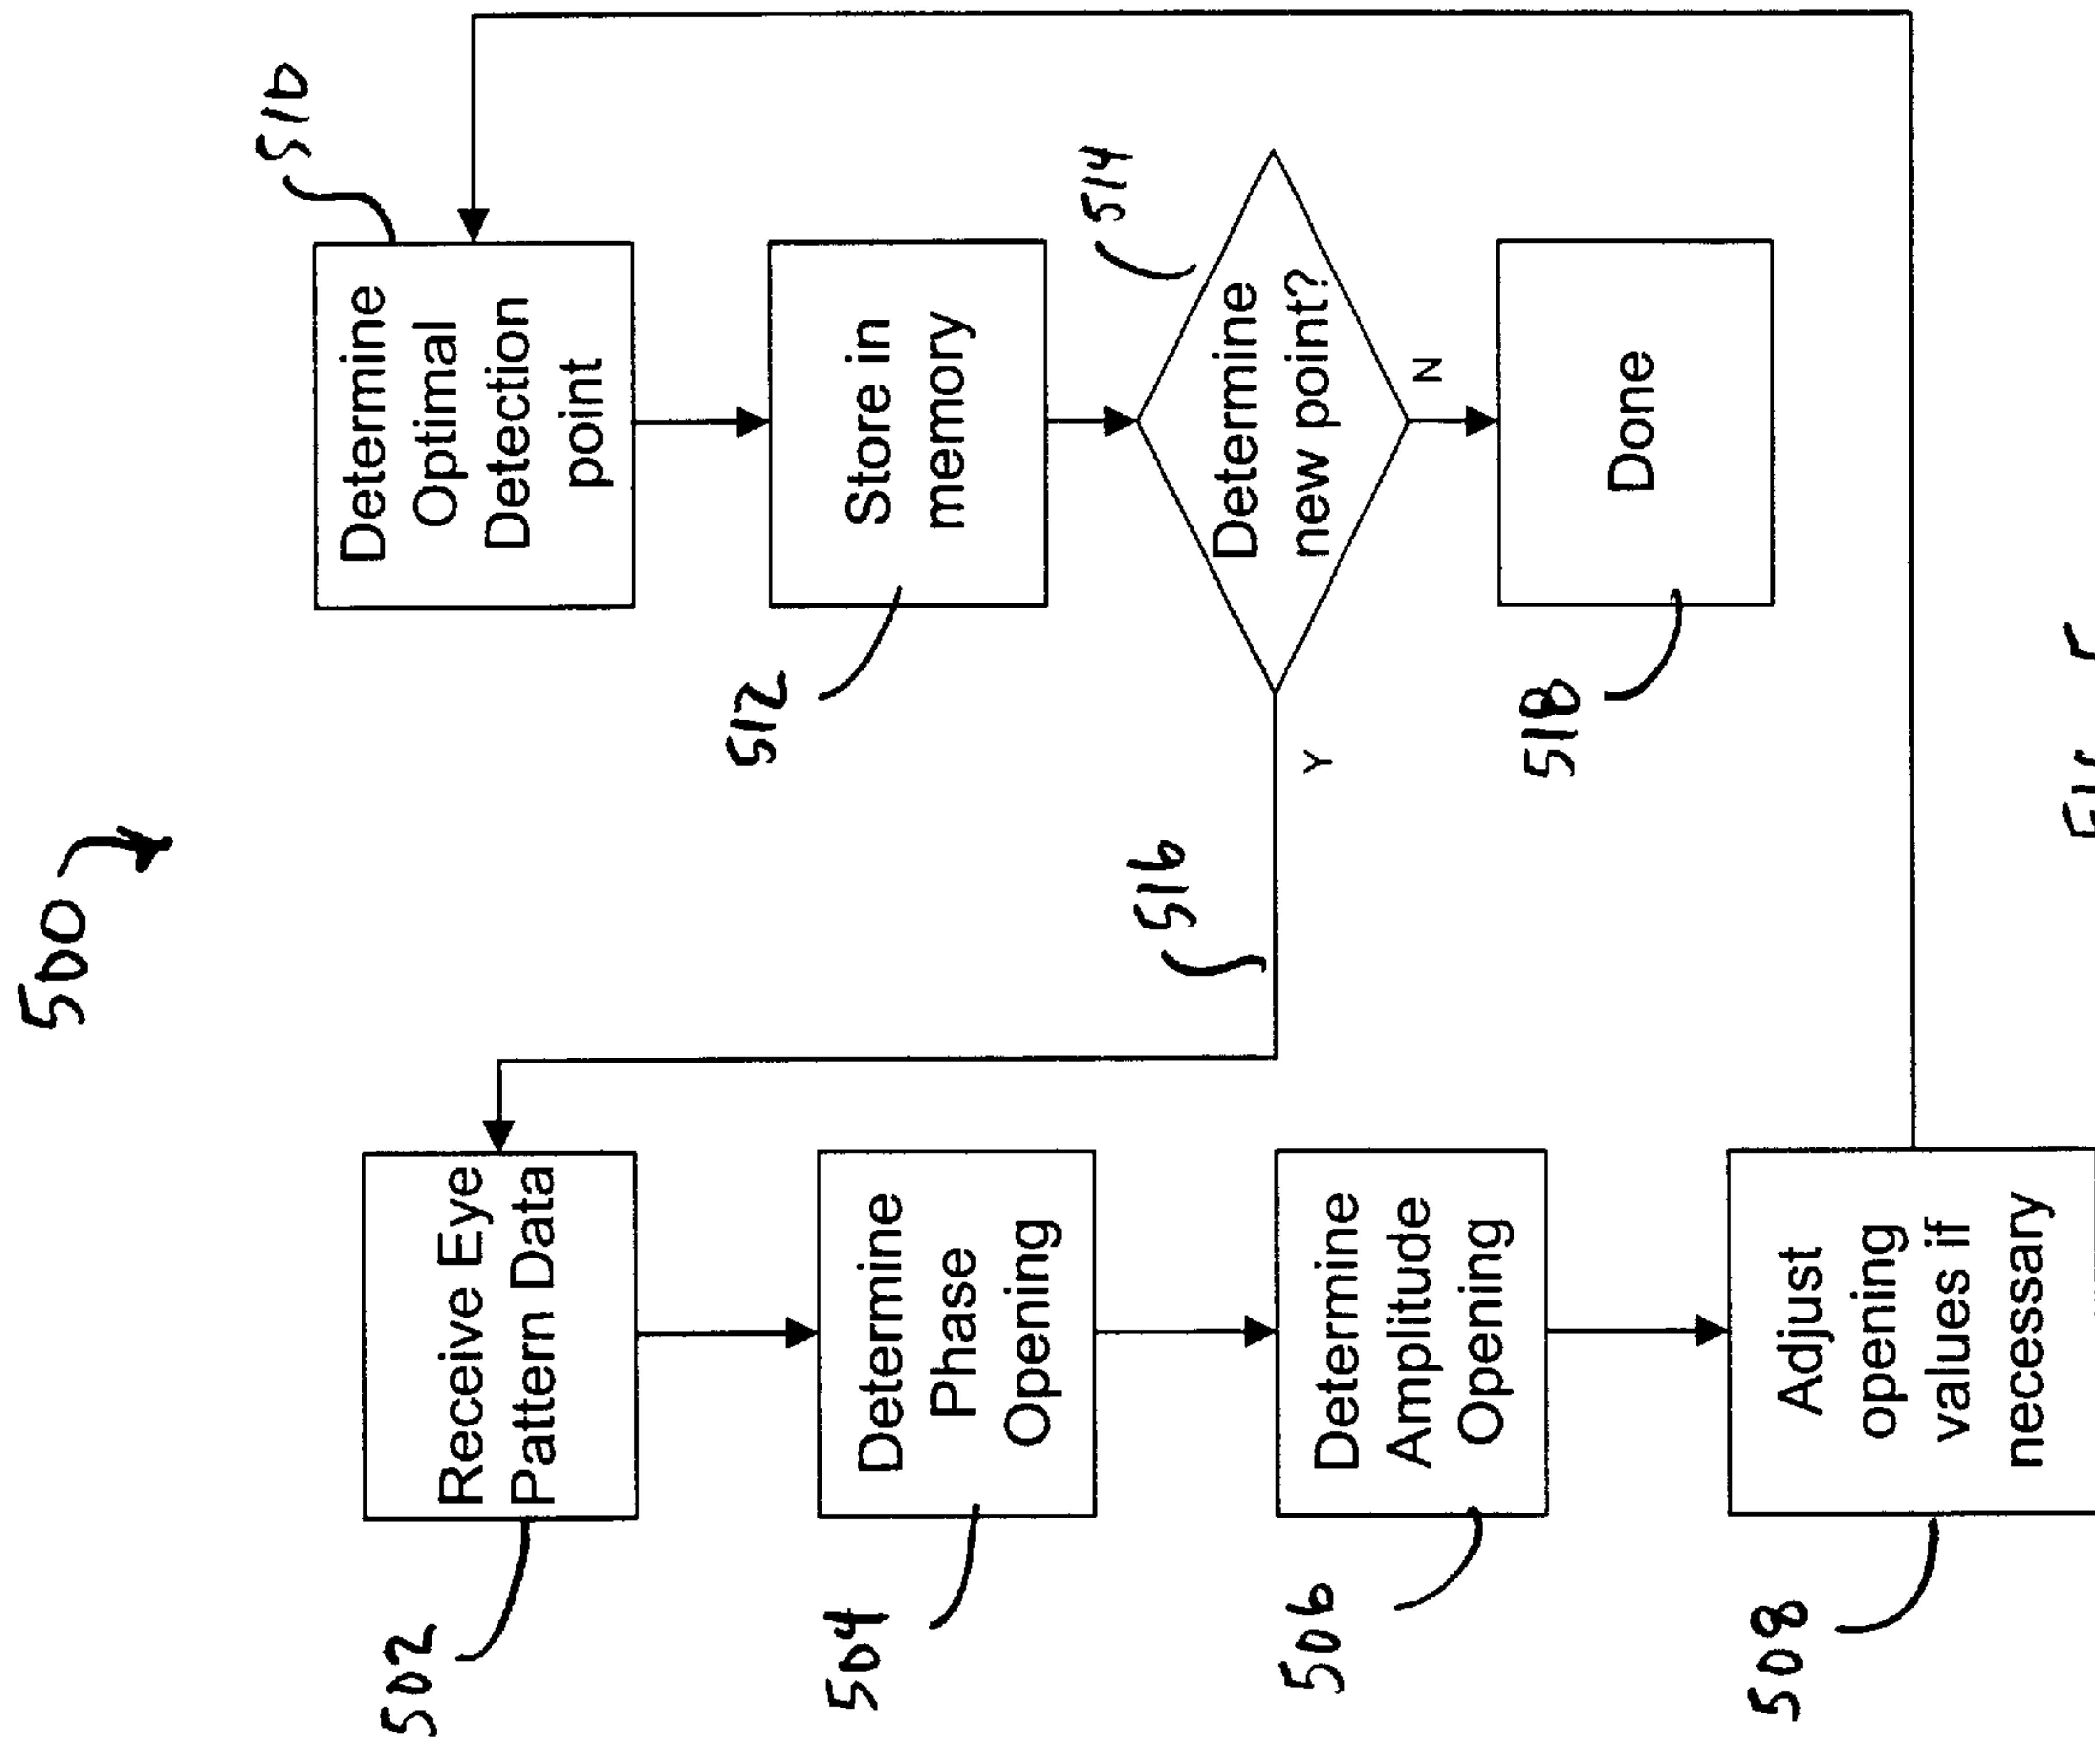 500
502
Receive Eye
Pattern Data
504
Determine
Phase
Opening
506
Determine
Amplitude
Opening
508
Adjust
opening
values if
necessary
510
Determine
Optimal
Detection
point
512
Store in
memory
514
Determine
new point?
516
Y
N
518
Done